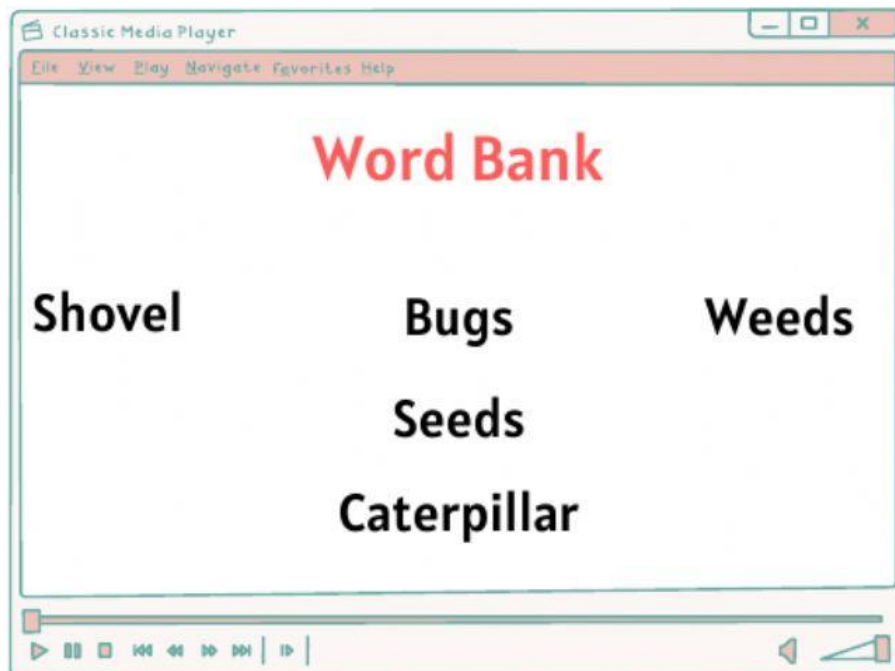 Classic Media Player
File View Play Navigate Favorites Help
Word Bank
Shovel Bugs Weeds
Seeds
Caterpillar